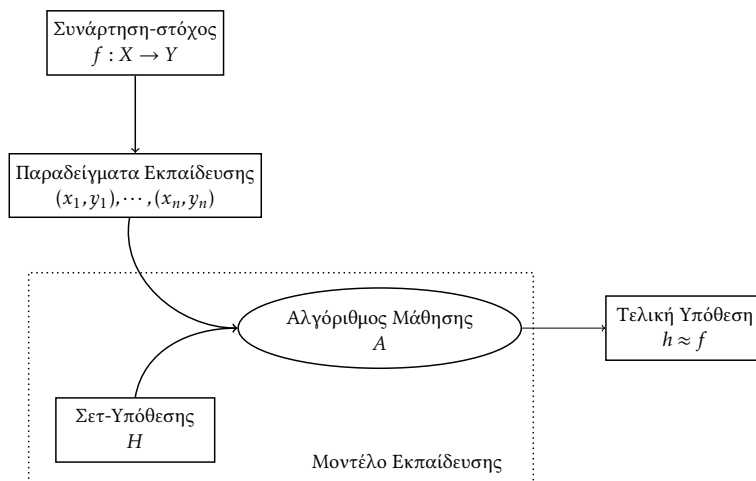 Συνάρτηση-στόχος
f : X → Y
Παραδείγματα Εκπαίδευσης
(x₁, y₁), ⋯ , (xₙ, yₙ)
Αλγόριθμος Μάθησης
A
Τελική Υπόθεση
h ≈ f
Σετ-Υπόθεσης
H
Μοντέλο Εκπαίδευσης